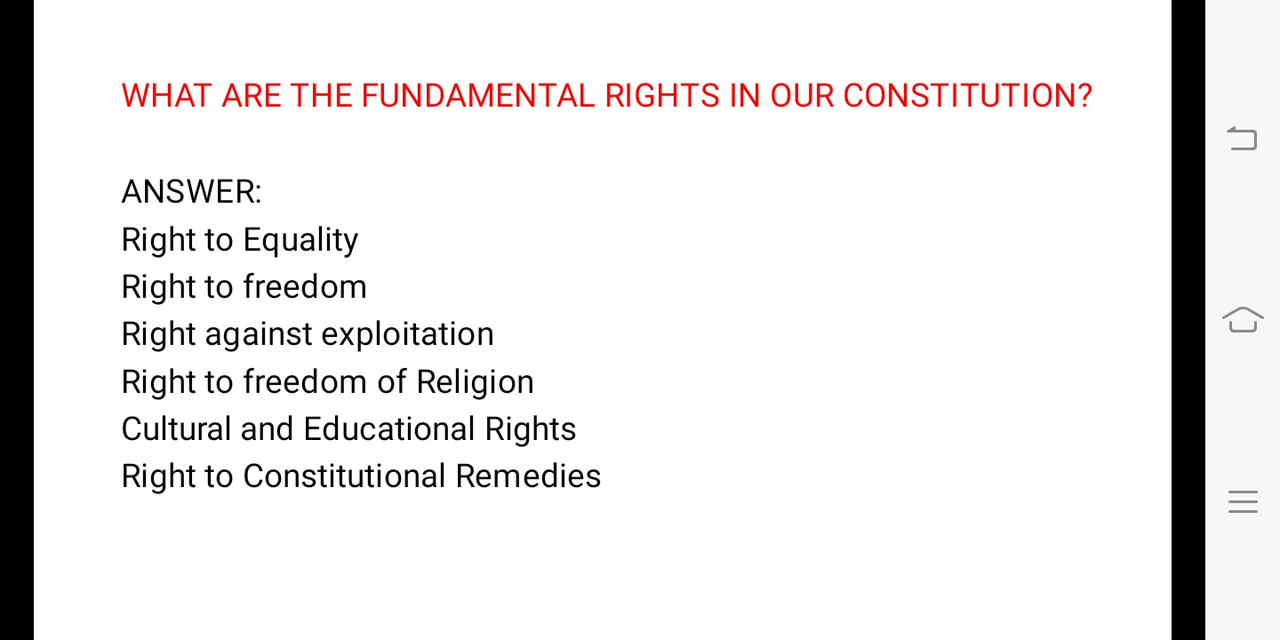 WHAT ARE THE FUNDAMENTAL RIGHTS IN OUR CONSTITUTION?
ANSWER:
Right to Equality
Right to freedom
Right against exploitation
Right to freedom of Religion
Cultural and Educational Rights
Right to Constitutional Remedies